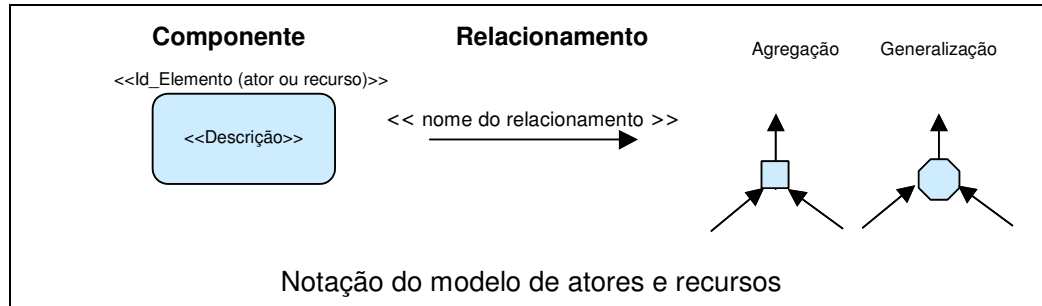 Componente
Relacionamento
Agregação
Generalização
<<Id_Elemento (ator ou recurso)>>
<<Descrição>>
<< nome do relacionamento >>
Notação do modelo de atores e recursos